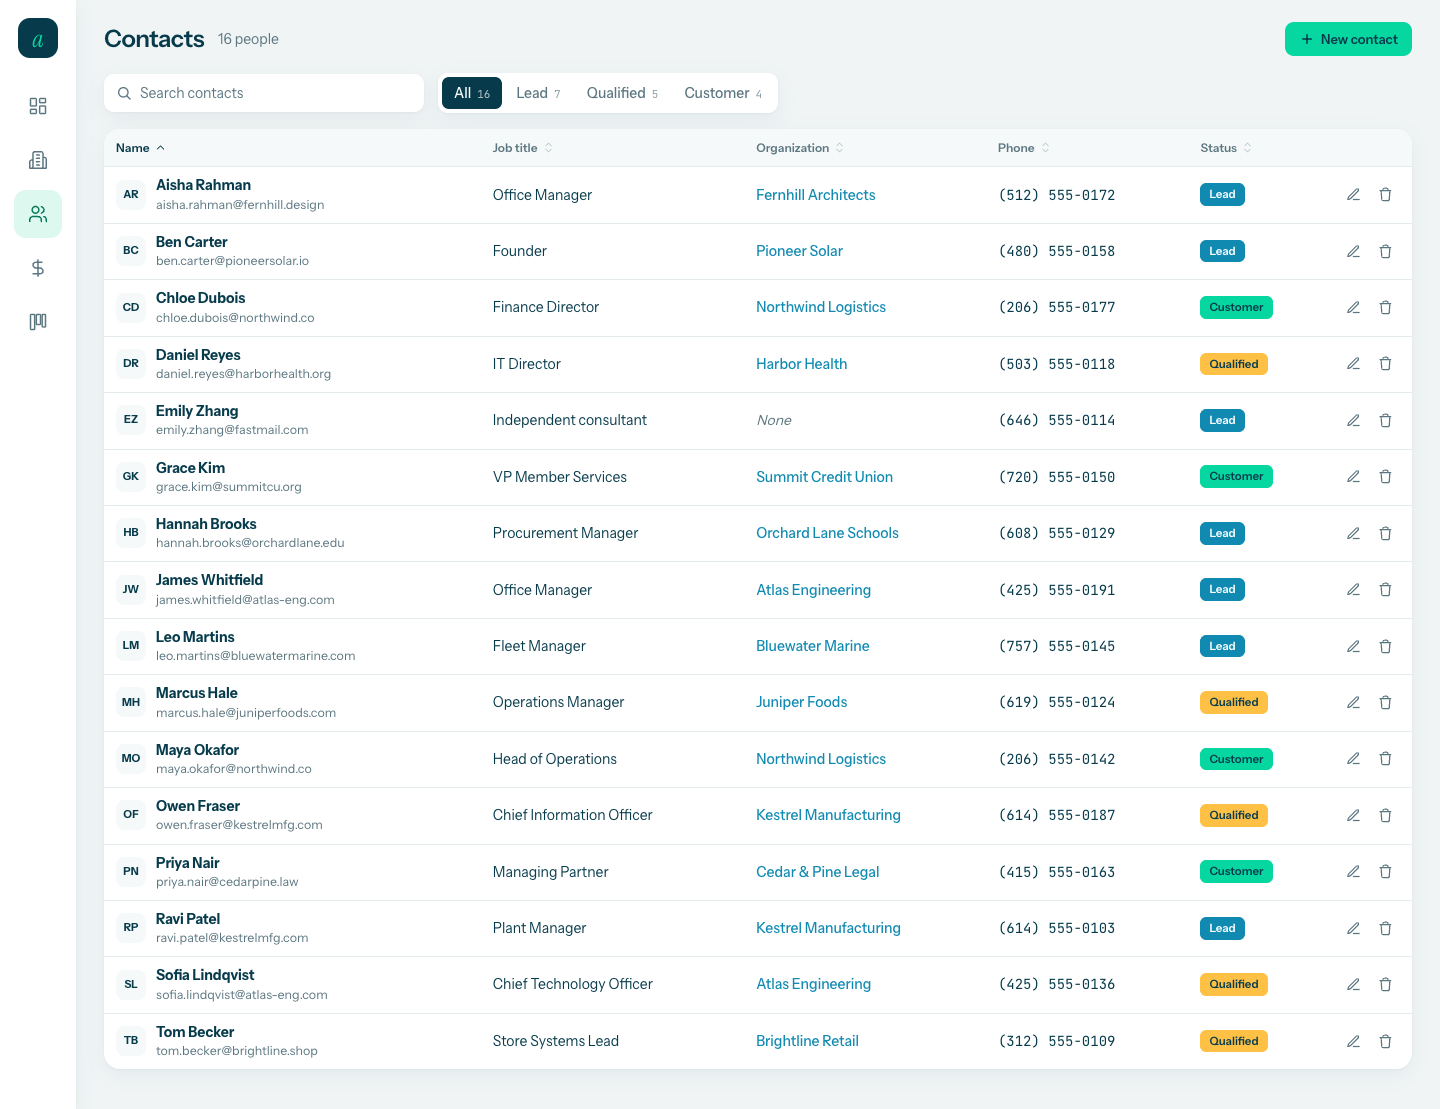 a
Contacts 16 people
New contact
Search contacts
All 16 Lead 7 Qualified 5 Customer 4
Name Job title Organization Phone Status
AR Aisha Rahman Office Manager Fernhill Architects (512) 555-0172 Lead
aisha.rahman@fernhill.design
BC Ben Carter Founder Pioneer Solar (480) 555-0158 Lead
ben.carter@pioneersolar.io
CD Chloe Dubois Finance Director Northwind Logistics (206) 555-0177 Customer
chloe.dubois@northwind.co
DR Daniel Reyes IT Director Harbor Health (503) 555-0118 Qualified
daniel.reyes@harborhealth.org
EZ Emily Zhang Independent consultant None (646) 555-0114 Lead
emily.zhang@fastmail.com
GK Grace Kim VP Member Services Summit Credit Union (720) 555-0150 Customer
grace.kim@summitcu.org
HB Hannah Brooks Procurement Manager Orchard Lane Schools (608) 555-0129 Lead
hannah.brooks@orchardlane.edu
JW James Whitfield Office Manager Atlas Engineering (425) 555-0191 Lead
james.whitfield@atlas-eng.com
LM Leo Martins Fleet Manager Bluewater Marine (757) 555-0145 Lead
leo.martins@bluewatermarine.com
MH Marcus Hale Operations Manager Juniper Foods (619) 555-0124 Qualified
marcus.hale@juniperfoods.com
MO Maya Okafor Head of Operations Northwind Logistics (206) 555-0142 Customer
maya.okafor@northwind.co
OF Owen Fraser Chief Information Officer Kestrel Manufacturing (614) 555-0187 Qualified
owen.fraser@kestrelmfg.com
PN Priya Nair Managing Partner Cedar & Pine Legal (415) 555-0163 Customer
priya.nair@cedarpine.law
RP Ravi Patel Plant Manager Kestrel Manufacturing (614) 555-0103 Lead
ravi.patel@kestrelmfg.com
SL Sofia Lindqvist Chief Technology Officer Atlas Engineering (425) 555-0136 Qualified
sofia.lindqvist@atlas-eng.com
TB Tom Becker Store Systems Lead Brightline Retail (312) 555-0109 Qualified
tom.becker@brightline.shop